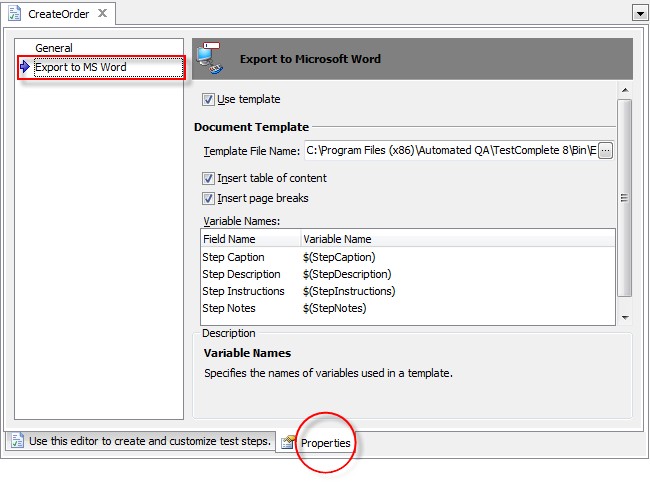 CreateOrder
General
Export to MS Word
Export to Microsoft Word
Use template
Document Template
Template File Name: C:\Program Files (x86)\Automated QA\TestComplete 8\Bin\E ...
Insert table of content
Insert page breaks
Variable Names:
Field Name Variable Name
Step Caption $(StepCaption)
Step Description $(StepDescription)
Step Instructions $(StepInstructions)
Step Notes $(StepNotes)
Description
Variable Names
Specifies the names of variables used in a template.
Use this editor to create and customize test steps. Properties